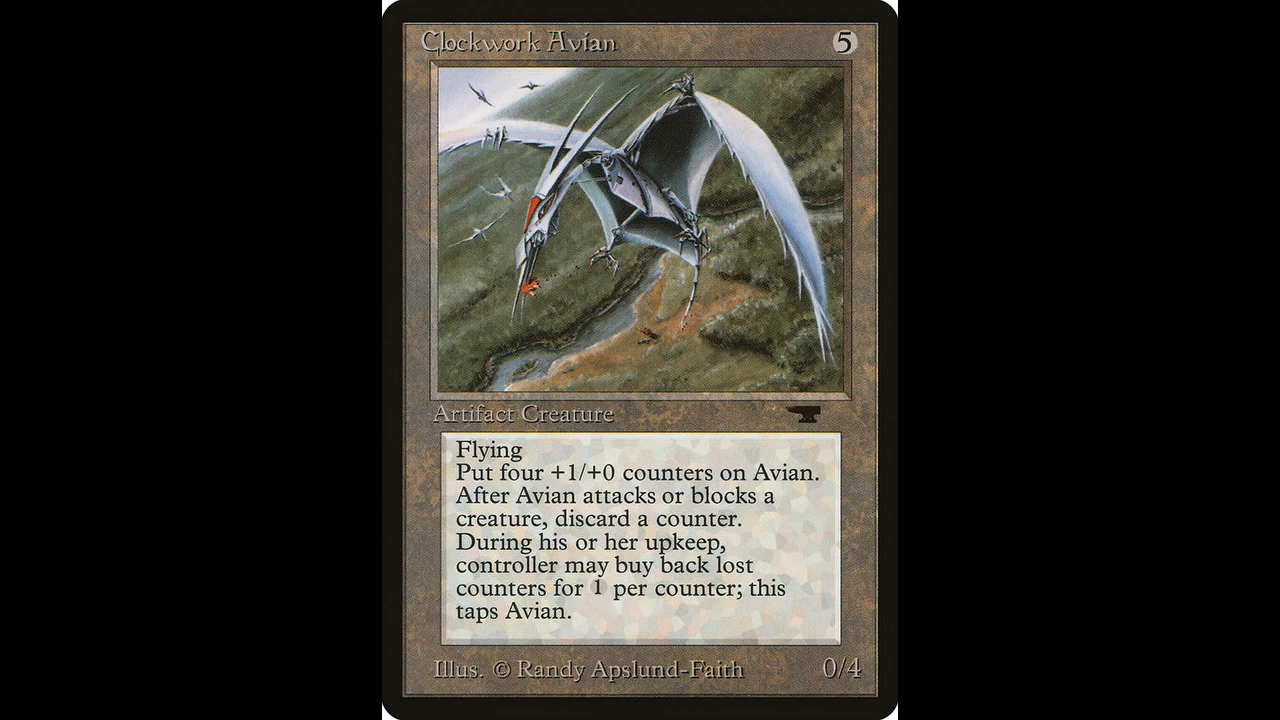 Clockwork Avian 5
Artifact Creature
Flying
Put four +1/+0 counters on Avian.
After Avian attacks or blocks a
creature, discard a counter.
During his or her upkeep,
controller may buy back lost
counters for 1 per counter; this
taps Avian.
Illus. © Randy Apslund-Faith 0/4